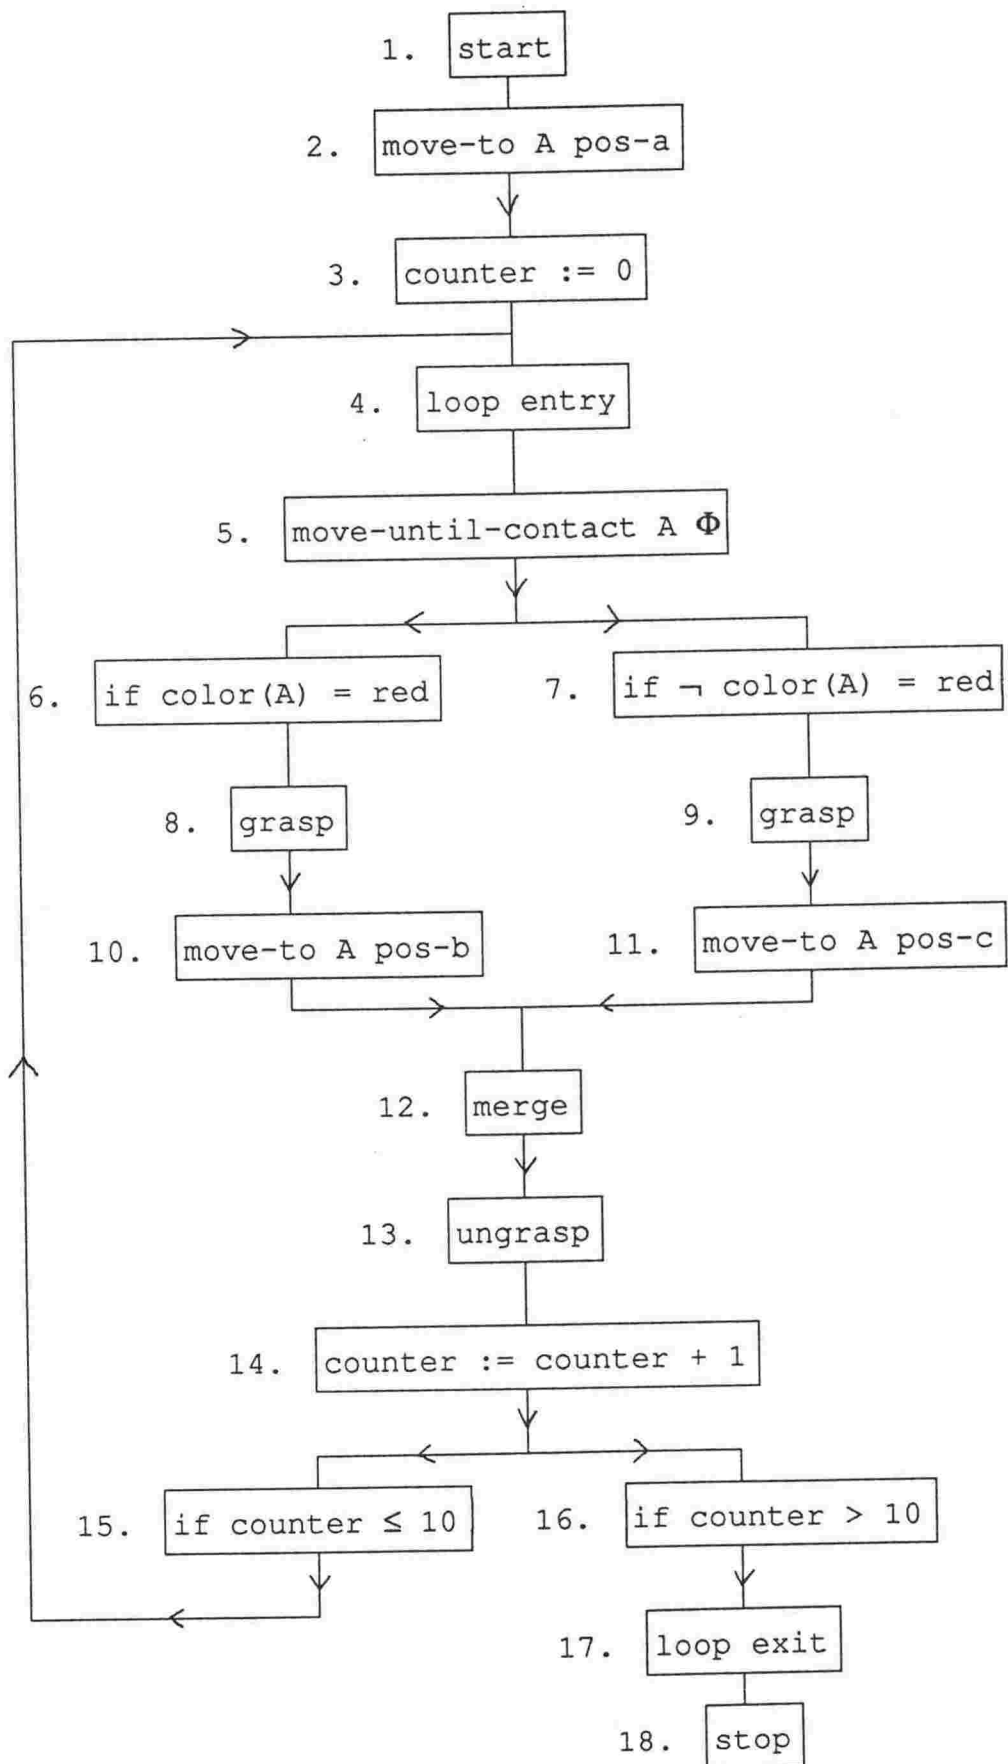 1. start
2. move-to A pos-a
3. counter := 0
4. loop entry
5. move-until-contact A Φ
6. if color(A) = red
7. if ¬ color(A) = red
8. grasp
9. grasp
10. move-to A pos-b
11. move-to A pos-c
12. merge
13. ungrasp
14. counter := counter + 1
15. if counter ≤ 10
16. if counter > 10
17. loop exit
18. stop